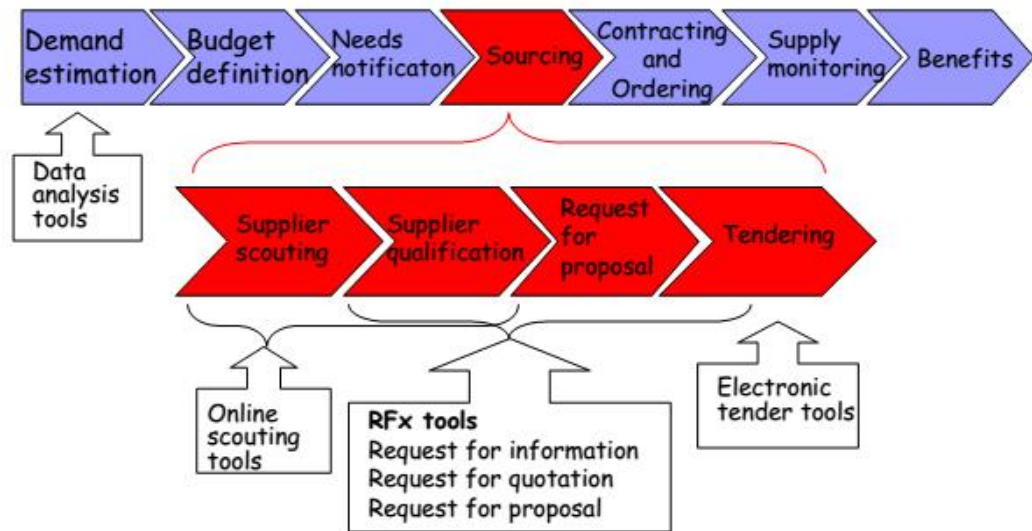 Demand
estimation
Budget
definition
Needs
notificaton
Sourcing
Contracting
and
Ordering
Supply
monitoring
Benefits
Data
analysis
tools
Supplier
scouting
Supplier
qualification
Request
for
proposal
Tendering
Online
scouting
tools
RFx tools
Request for information
Request for quotation
Request for proposal
Electronic
tender tools